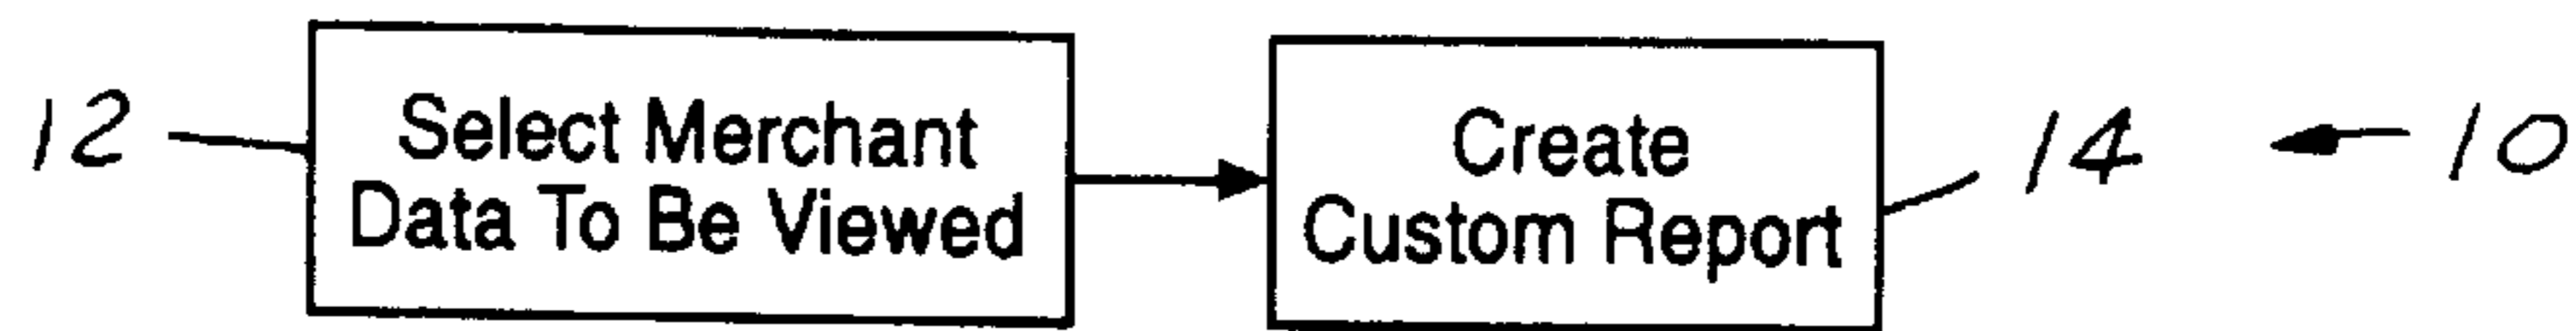 12
Select Merchant
Data To Be Viewed
Create
Custom Report
14
10